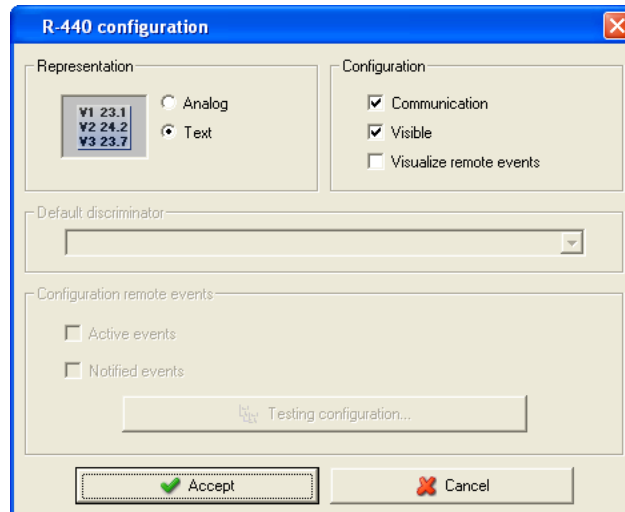 R-440 configuration
Representation
V1 23.1
V2 24.2
V3 23.7
Analog
Text
Configuration
Communication
Visible
Visualize remote events
Default discriminator
Configuration remote events
Active events
Notified events
Testing configuration...
Accept
Cancel